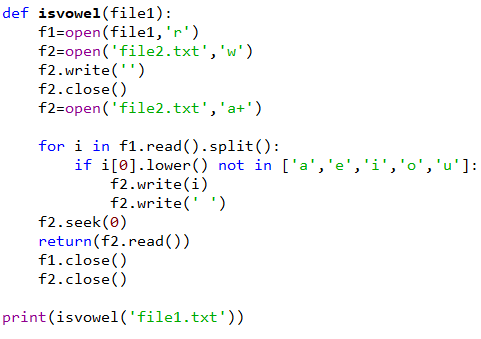 def isvowel(file1):
    f1=open(file1,'r')
    f2=open('file2.txt','w')
    f2.write('')
    f2.close()
    f2=open('file2.txt','a+')

    for i in f1.read().split():
        if i[0].lower() not in ['a','e','i','o','u']:
            f2.write(i)
            f2.write(' ')
    f2.seek(0)
    return(f2.read())
    f1.close()
    f2.close()

print(isvowel('file1.txt'))